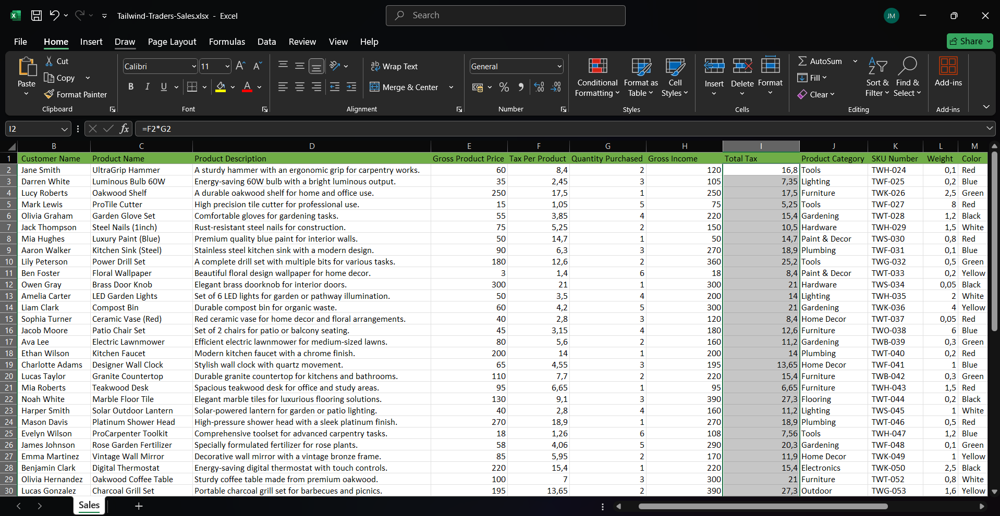 Tailwind-Traders-Sales.xlsx - Excel
Search
JM
File Home Insert Draw Page Layout Formulas Data Review View Help
Share
Paste
Cut
Copy
Format Painter
Clipboard
Calibri 11
B I U A
Font
Wrap Text
Merge & Center
Alignment
General
Number
Conditional Formatting
Format as Table
Cell Styles
Styles
Insert Delete Format
Cells
AutoSum
Fill
Clear
Sort & Filter
Find & Select
Editing
Add-ins
Add-ins
I2 fx =F2*G2
B C D E F G H I J K L M
1 Customer Name Product Name Product Description Gross Product Price Tax Per Product Quantity Purchased Gross Income Total Tax Product Category SKU Number Weight Color
2 Jane Smith UltraGrip Hammer A sturdy hammer with an ergonomic grip for carpentry works. 60 8,4 2 120 16,8 Tools TWH-024 0,1 Red
3 Darren White Luminous Bulb 60W Energy-saving 60W bulb with a bright luminous output. 35 2,45 3 105 7,35 Lighting TWF-025 0,2 Blue
4 Lucy Roberts Oakwood Shelf A durable oakwood shelf for home and office use. 250 17,5 1 250 17,5 Furniture TWK-026 2,5 Green
5 Mark Lewis ProTile Cutter High precision tile cutter for professional use. 15 1,05 5 75 5,25 Tools TWF-027 8 Red
6 Olivia Graham Garden Glove Set Comfortable gloves for gardening tasks. 55 3,85 4 220 15,4 Gardening TWT-028 1,2 Black
7 Jack Thompson Steel Nails (1inch) Rust-resistant steel nails for construction. 75 5,25 2 150 10,5 Hardware TWH-029 1,5 White
8 Mia Hughes Luxury Paint (Blue) Premium quality blue paint for interior walls. 50 14,7 1 50 14,7 Paint & Decor TWS-030 0,8 Red
9 Aaron Walker Kitchen Sink (Steel) Stainless steel kitchen sink with a modern design. 90 6,3 3 270 18,9 Plumbing TWF-031 0,1 Blue
10 Lily Peterson Power Drill Set A complete drill set with multiple bits for various tasks. 180 12,6 2 360 25,2 Tools TWG-032 0,5 Green
11 Ben Foster Floral Wallpaper Beautiful floral design wallpaper for home decor. 3 1,4 6 18 8,4 Paint & Decor TWT-033 0,2 Yellow
12 Owen Gray Brass Door Knob Elegant brass doorknob for interior doors. 300 21 1 300 21 Hardware TWS-034 0,05 Black
13 Amelia Carter LED Garden Lights Set of 6 LED lights for garden or pathway illumination. 50 3,5 4 200 14 Lighting TWH-035 2 White
14 Liam Clark Compost Bin Durable compost bin for organic waste. 60 4,2 5 300 21 Gardening TWK-036 4 Yellow
15 Sophia Turner Ceramic Vase (Red) Red ceramic vase for home decor and floral arrangements. 40 2,8 3 120 8,4 Home Decor TWT-037 0,05 Red
16 Jacob Moore Patio Chair Set Set of 2 chairs for patio or balcony seating. 45 3,15 4 180 12,6 Furniture TWO-038 6 Blue
17 Ava Lee Electric Lawnmower Efficient electric lawnmower for medium-sized lawns. 80 5,6 2 160 11,2 Gardening TWB-039 0,3 Green
18 Ethan Wilson Kitchen Faucet Modern kitchen faucet with a chrome finish. 200 14 1 200 14 Plumbing TWT-040 0,2 Red
19 Charlotte Adams Designer Wall Clock Stylish wall clock with quartz movement. 65 4,55 3 195 13,65 Home Decor TWF-041 1 Blue
20 Lucas Taylor Granite Countertop Durable granite countertop for kitchens and bathrooms. 110 7,7 2 220 15,4 Furniture TWB-042 0,3 Green
21 Mia Roberts Teakwood Desk Spacious teakwood desk for office and study areas. 95 6,65 1 95 6,65 Furniture TWH-043 1,5 Red
22 Noah White Marble Floor Tile Elegant marble tiles for luxurious flooring solutions. 130 9,1 3 390 27,3 Flooring TWT-044 0,2 Black
23 Harper Smith Solar Outdoor Lantern Solar-powered lantern for garden or patio lighting. 40 2,8 4 160 11,2 Lighting TWS-045 1 White
24 Mason Davis Platinum Shower Head High-pressure shower head with a sleek platinum finish. 270 18,9 1 270 18,9 Plumbing TWT-046 0,5 Red
25 Evelyn Wilson ProCarpenter Toolkit Comprehensive toolset for advanced carpentry tasks. 18 1,26 6 108 7,56 Tools TWH-047 1,2 Blue
26 James Johnson Rose Garden Fertilizer Specially formulated fertilizer for rose plants. 58 4,06 5 290 20,3 Gardening TWF-048 0,1 Green
27 Emma Martinez Vintage Wall Mirror Decorative wall mirror with a vintage bronze frame. 85 5,95 2 170 11,9 Home Decor TWK-049 1 Yellow
28 Benjamin Clark Digital Thermostat Energy-saving digital thermostat with touch controls. 220 15,4 1 220 15,4 Electronics TWK-050 2,5 Black
29 Olivia Hernandez Oakwood Coffee Table Sturdy coffee table made from premium oakwood. 100 7 3 300 21 Furniture TWT-052 0,8 White
30 Lucas Gonzalez Charcoal Grill Set Portable charcoal grill set for barbecues and picnics. 195 13,65 2 390 27,3 Outdoor TWG-053 1,6 Yellow
Sales